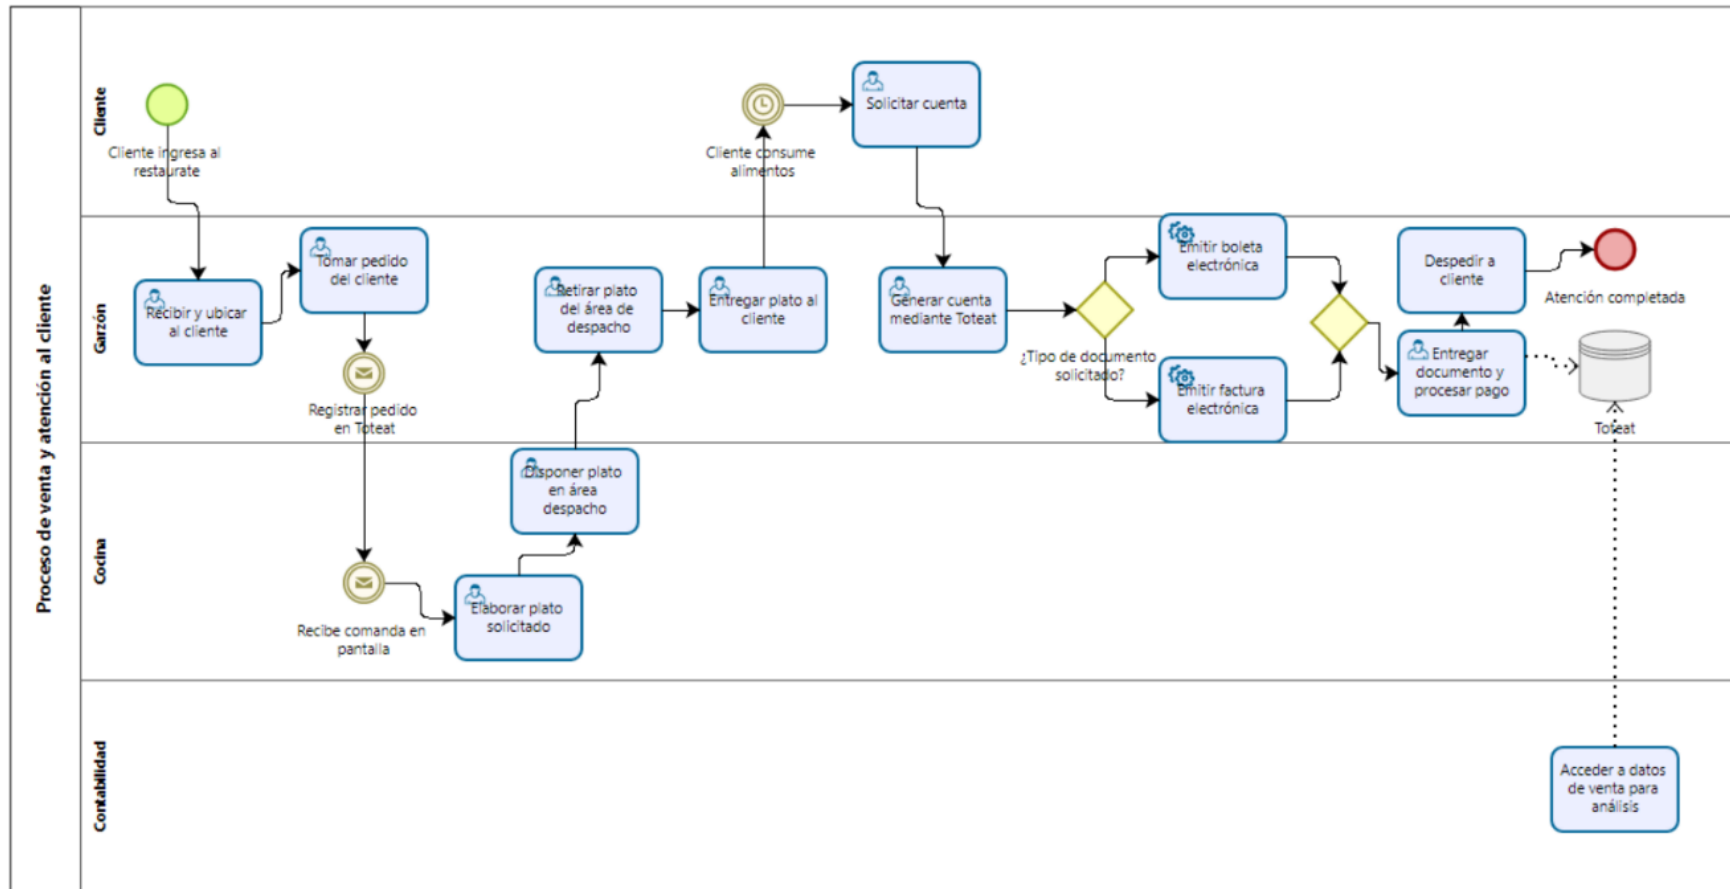 Proceso de venta y atención al cliente
Cliente
Cliente ingresa al
restaurate
Cliente consume
alimentos
Solicitar cuenta
Garzón
Recibir y ubicar
al cliente
Tomar pedido
del cliente
Registrar pedido
en Toteat
Retirar plato
del área de
despacho
Entregar plato al
cliente
Generar cuenta
mediante Toteat
¿Tipo de documento
solicitado?
Emitir boleta
electrónica
Emitir factura
electrónica
Despedir a
cliente
Atención completada
Entregar
documento y
procesar pago
Toteat
Cocina
Recibe comanda en
pantalla
Elaborar plato
solicitado
Disponer plato
en área
despacho
Contabilidad
Acceder a datos
de venta para
análisis